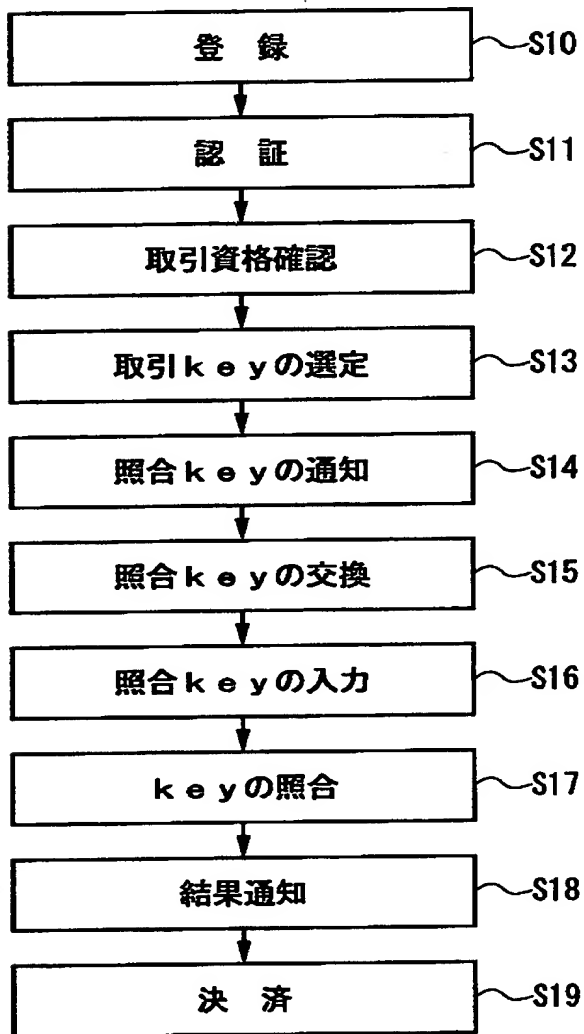 登 録 S10
認 証 S11
取引資格確認 S12
取引keyの選定 S13
照合keyの通知 S14
照合keyの交換 S15
照合keyの入力 S16
keyの照合 S17
結果通知 S18
決 済 S19